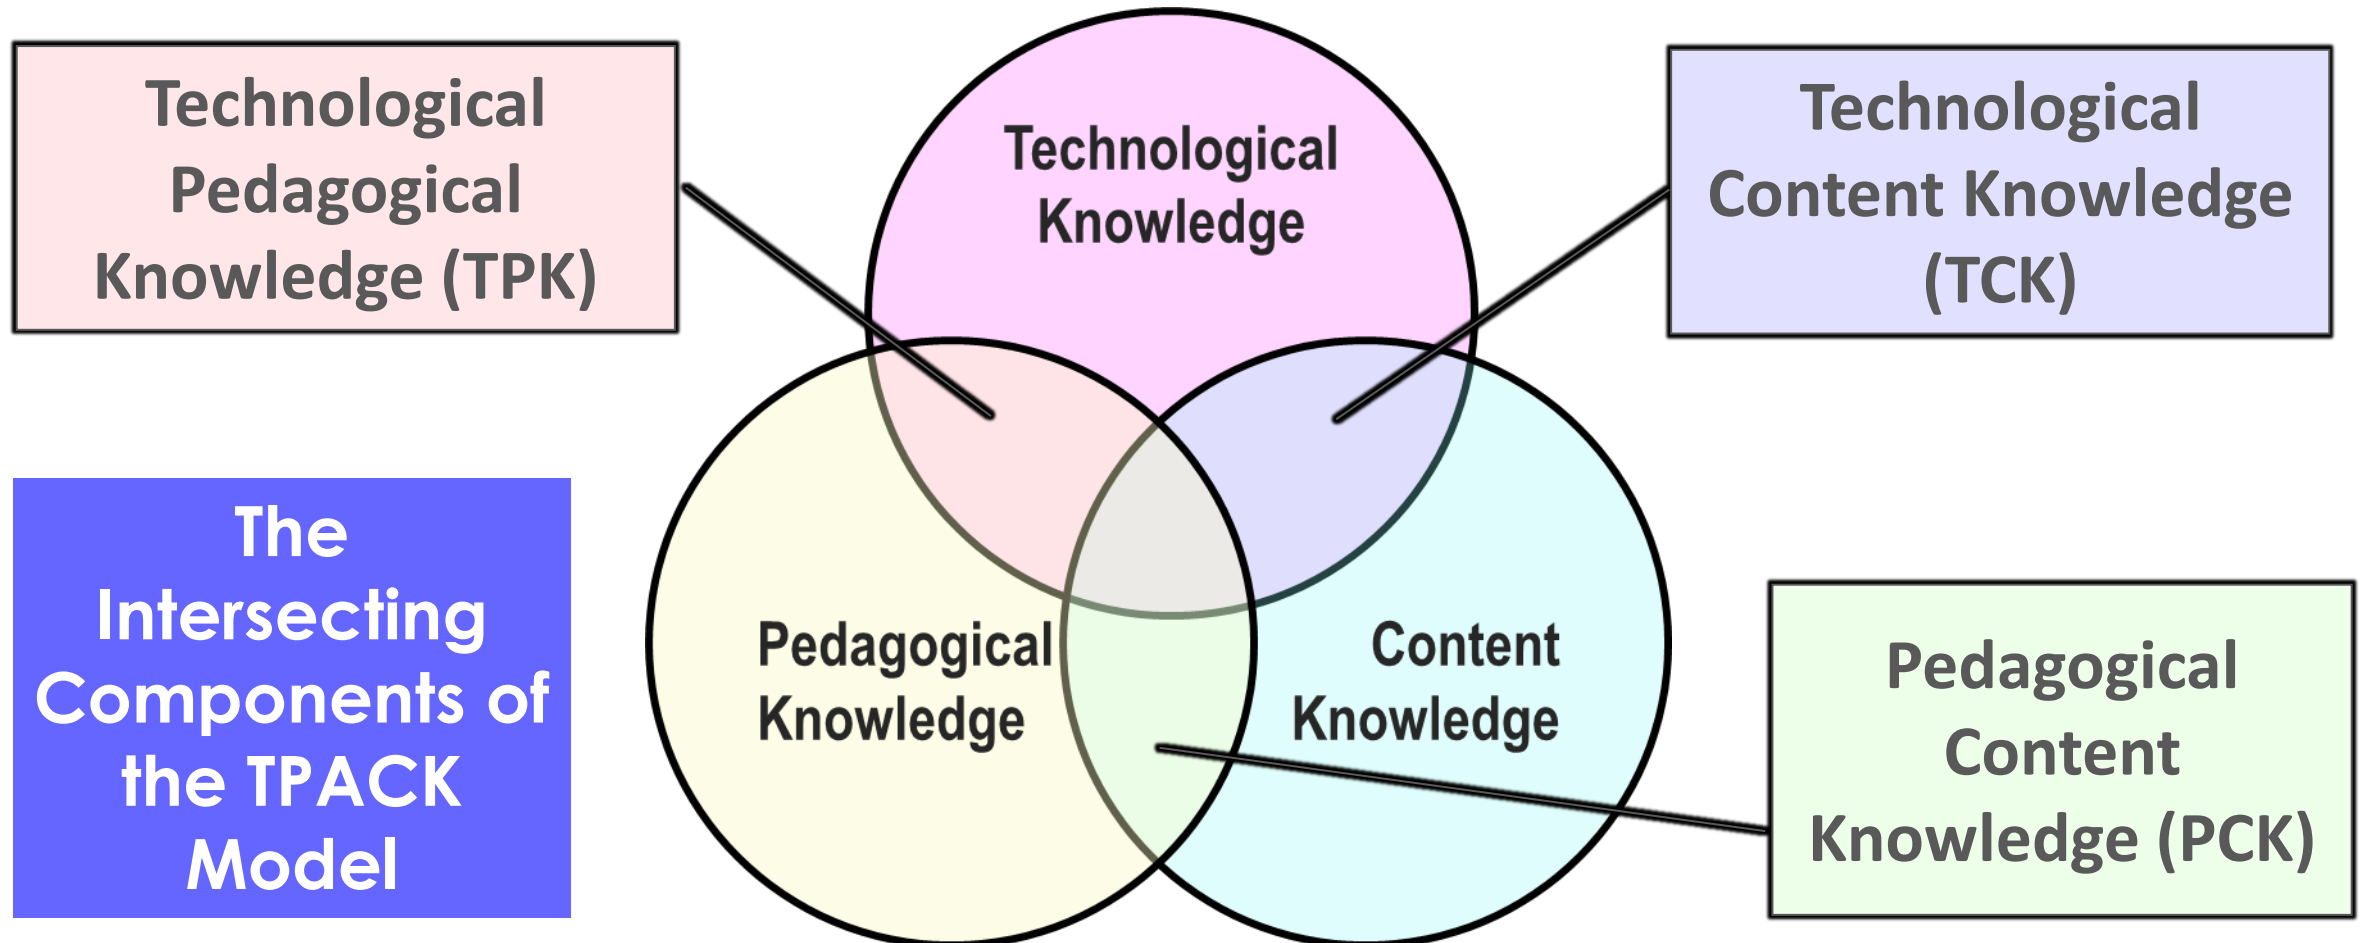 Technological
Pedagogical
Knowledge (TPK)
Technological
Knowledge
Technological
Content Knowledge
(TCK)
The
Intersecting
Components of
the TPACK
Model
Pedagogical
Knowledge
Content
Knowledge
Pedagogical
Content
Knowledge (PCK)